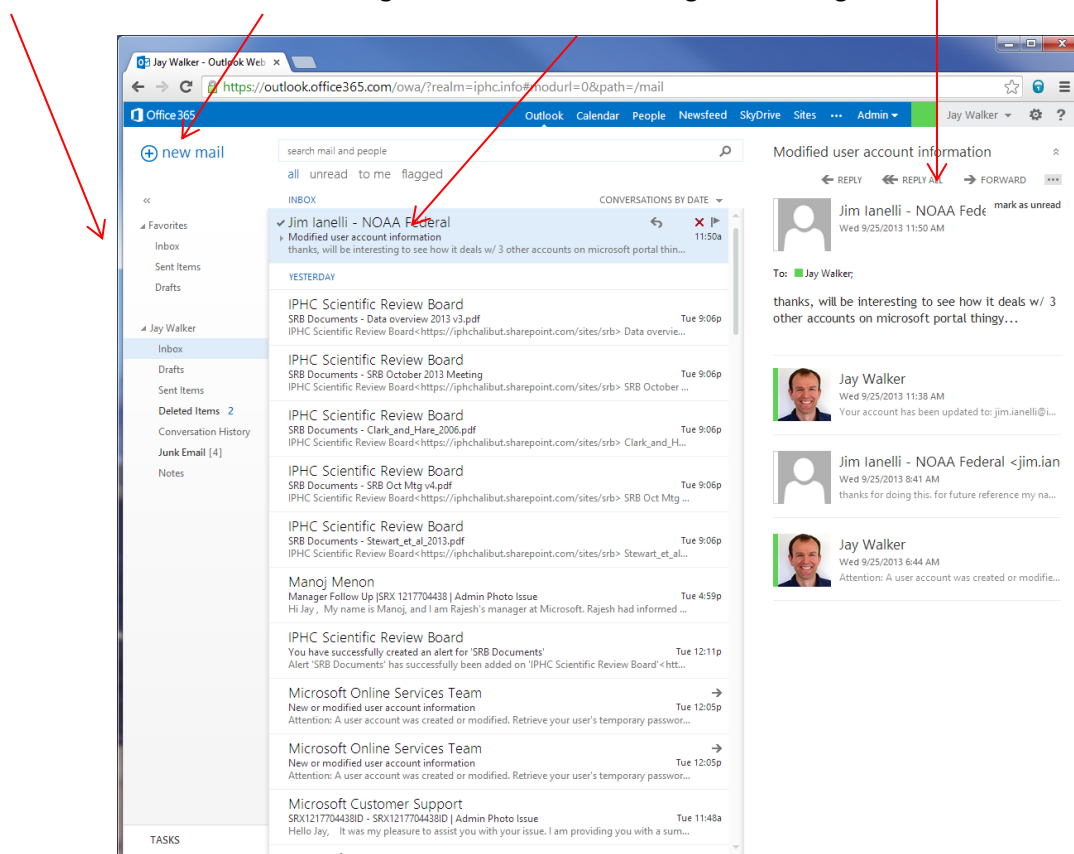 Jay Walker - Outlook Web
https://outlook.office365.com/owa/?realm=iphc.info#modurl=0&path=/mail
Office 365 Outlook Calendar People Newsfeed SkyDrive Sites ... Admin Jay Walker ?
new mail
search mail and people
all unread to me flagged
INBOX CONVERSATIONS BY DATE
«
Favorites
Inbox
Sent Items
Drafts
Jay Walker
Inbox
Drafts
Sent Items
Deleted Items 2
Conversation History
Junk Email [4]
Notes
TASKS
Jim Ianelli - NOAA Federal
Modified user account information 11:50a
thanks, will be interesting to see how it deals w/ 3 other accounts on microsoft portal thin...
YESTERDAY
IPHC Scientific Review Board
SRB Documents - Data overview 2013 v3.pdf Tue 9:06p
IPHC Scientific Review Board<https://iphchalibut.sharepoint.com/sites/srb> Data overvie...
IPHC Scientific Review Board
SRB Documents - SRB October 2013 Meeting Tue 9:06p
IPHC Scientific Review Board<https://iphchalibut.sharepoint.com/sites/srb> SRB October ...
IPHC Scientific Review Board
SRB Documents - Clark_and_Hare_2006.pdf Tue 9:06p
IPHC Scientific Review Board<https://iphchalibut.sharepoint.com/sites/srb> Clark_and_H...
IPHC Scientific Review Board
SRB Documents - SRB Oct Mtg v4.pdf Tue 9:06p
IPHC Scientific Review Board<https://iphchalibut.sharepoint.com/sites/srb> SRB Oct Mtg ...
IPHC Scientific Review Board
SRB Documents - Stewart_et_al_2013.pdf Tue 9:06p
IPHC Scientific Review Board<https://iphchalibut.sharepoint.com/sites/srb> Stewart_et_al...
Manoj Menon
Manager Follow Up |SRX 1217704438 | Admin Photo Issue Tue 4:59p
Hi Jay , My name is Manoj, and I am Rajesh's manager at Microsoft. Rajesh had informed ...
IPHC Scientific Review Board
You have successfully created an alert for 'SRB Documents' Tue 12:11p
Alert 'SRB Documents' has successfully been added on 'IPHC Scientific Review Board'<htt...
Microsoft Online Services Team
New or modified user account information Tue 12:05p
Attention: A user account was created or modified. Retrieve your user's temporary passwor...
Microsoft Online Services Team
New or modified user account information Tue 12:05p
Attention: A user account was created or modified. Retrieve your user's temporary passwor...
Microsoft Customer Support
SRX1217704438ID - SRX1217704438ID | Admin Photo Issue Tue 11:48a
Hello Jay, It was my pleasure to assist you with your issue. I am providing you with a sum...
Modified user account information
REPLY REPLY ALL FORWARD ...
Jim Ianelli - NOAA Fede mark as unread
Wed 9/25/2013 11:50 AM
To: Jay Walker;
thanks, will be interesting to see how it deals w/ 3
other accounts on microsoft portal thingy...
Jay Walker
Wed 9/25/2013 11:38 AM
Your account has been updated to: jim.ianelli@i...
Jim Ianelli - NOAA Federal <jim.ian
Wed 9/25/2013 8:41 AM
thanks for doing this. for future reference my na...
Jay Walker
Wed 9/25/2013 6:44 AM
Attention: A user account was created or modifie...